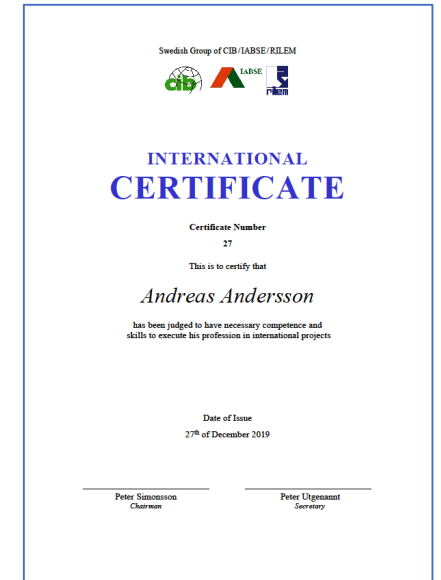 Swedish Group of CIB/IABSE/RILEM
cib IABSE rilem
INTERNATIONAL
CERTIFICATE
Certificate Number
27
This is to certify that
Andreas Andersson
has been judged to have necessary competence and
skills to execute his profession in international projects
Date of Issue
27th of December 2019
Peter Simonsson Peter Utgenannt
Chairman Secretary